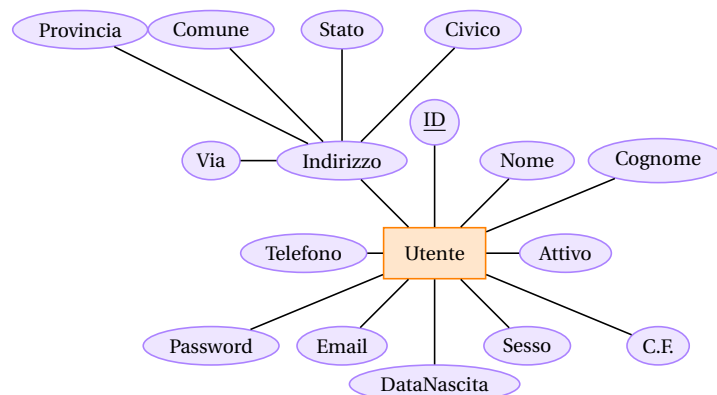 Provincia
Comune
Stato
Civico
ID
Via
Indirizzo
Nome
Cognome
Telefono
Utente
Attivo
Password
Email
Sesso
C.F.
DataNascita